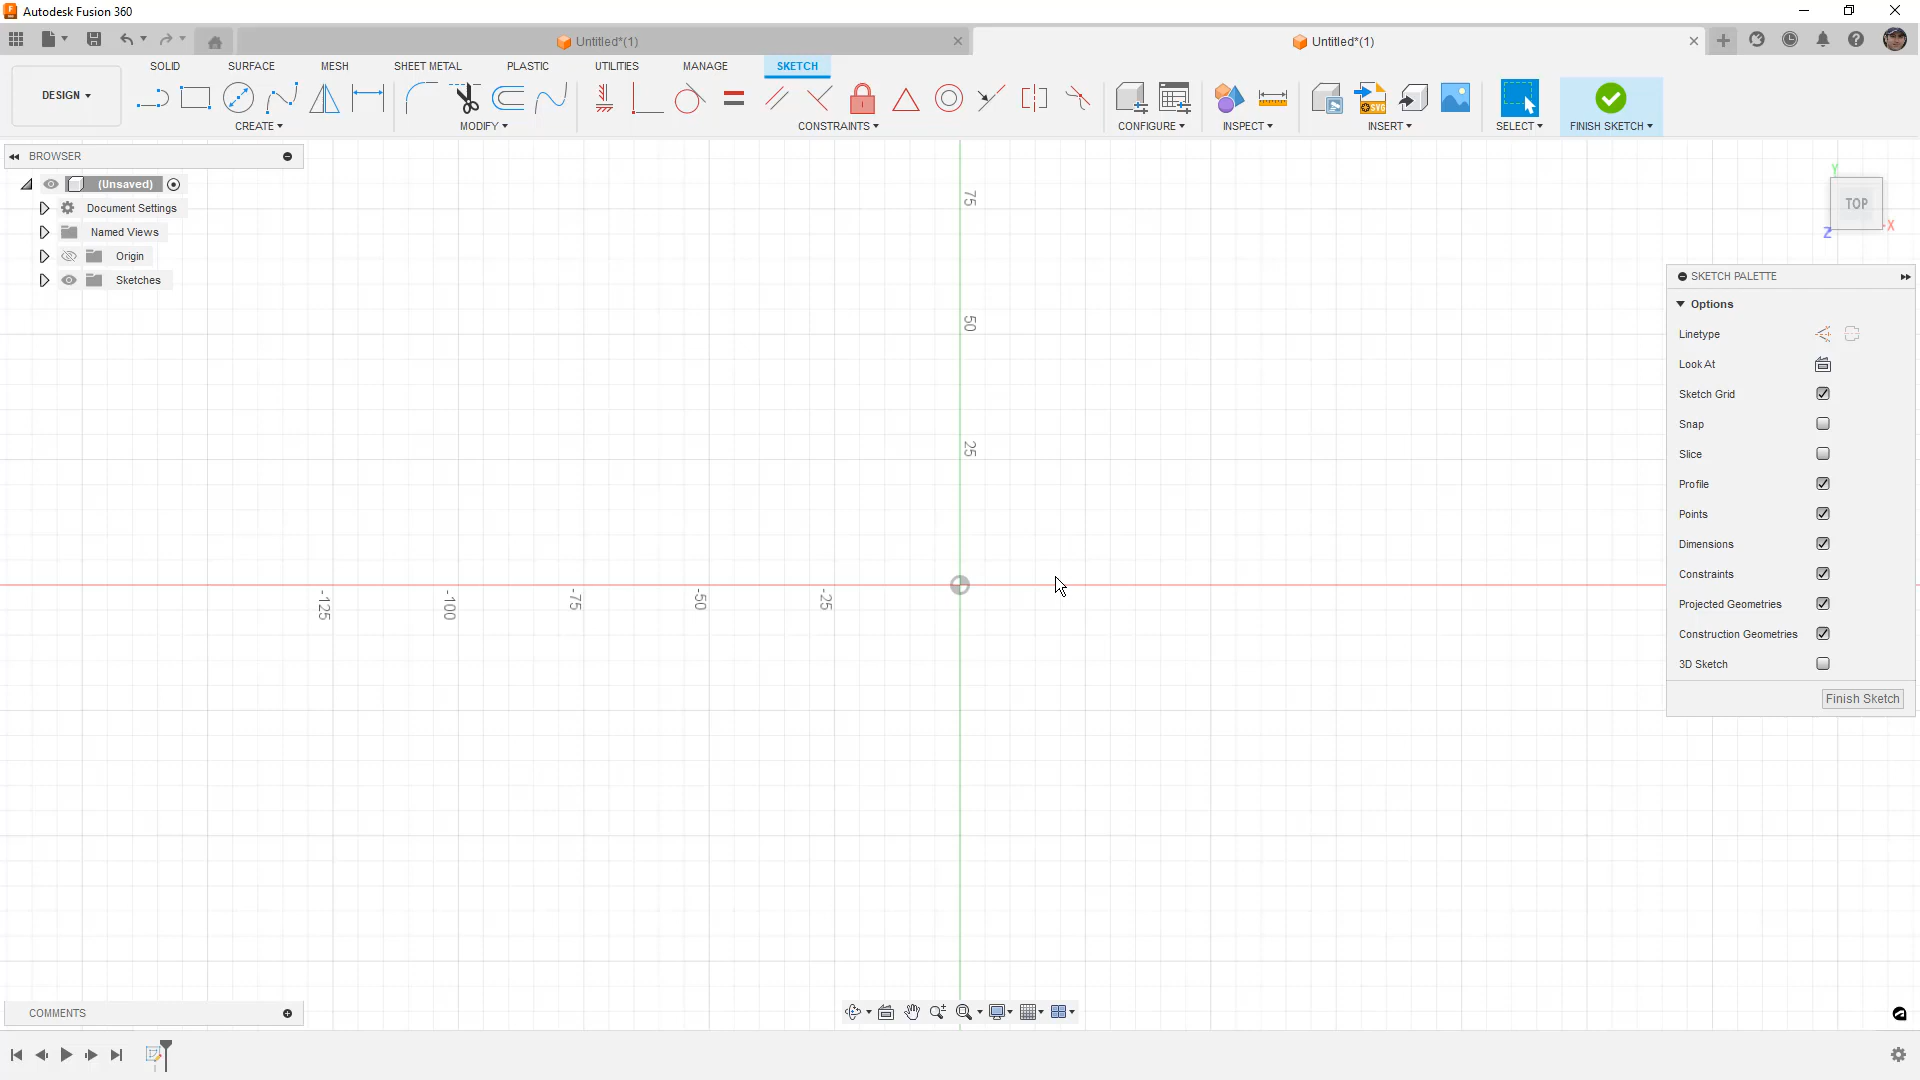 Autodesk Fusion 360
Untitled*(1)
Untitled*(1)
DESIGN
SOLID
SURFACE
MESH
SHEET METAL
PLASTIC
UTILITIES
MANAGE
SKETCH
CREATE
MODIFY
CONSTRAINTS
CONFIGURE
INSPECT
INSERT
SELECT
FINISH SKETCH
SVG
BROWSER
(Unsaved)
Document Settings
Named Views
Origin
Sketches
75
50
25
-125
-100
-75
-50
-25
Y
TOP
X
Z
SKETCH PALETTE
Options
Linetype
Look At
Sketch Grid
Snap
Slice
Profile
Points
Dimensions
Constraints
Projected Geometries
Construction Geometries
3D Sketch
Finish Sketch
COMMENTS